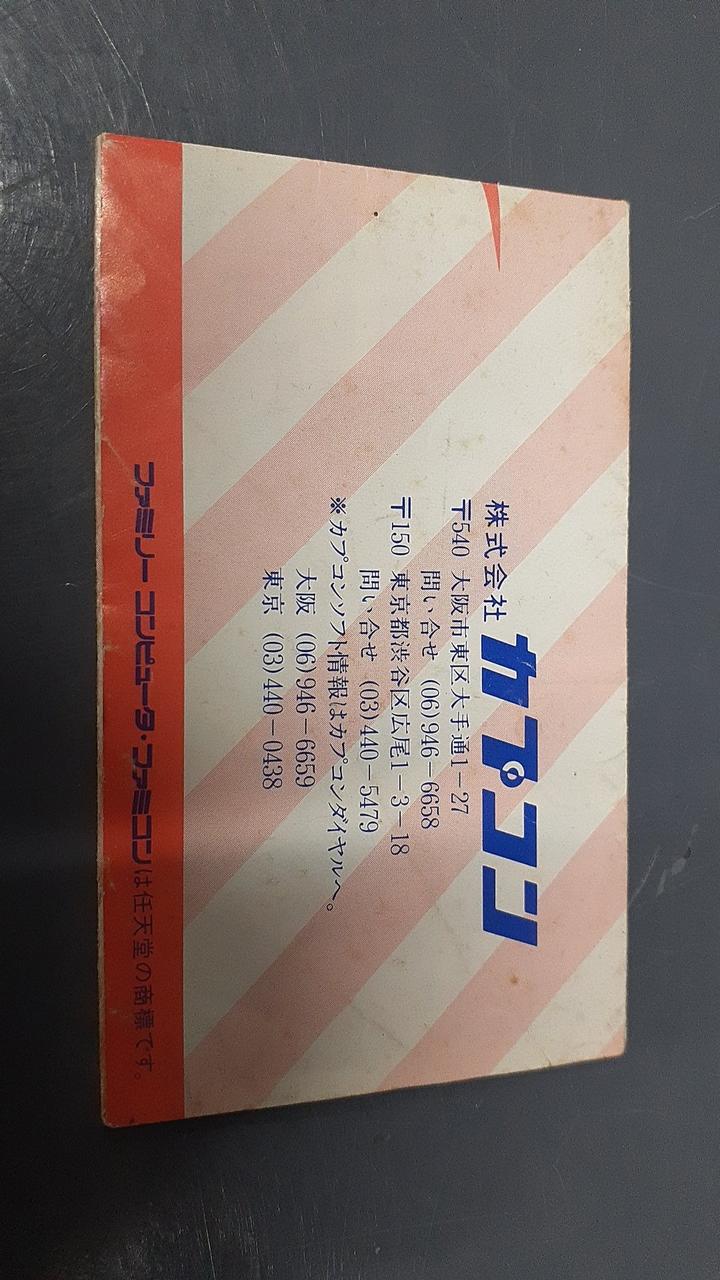 株式会社 カプコン
〒540 大阪市東区大手通1−27
問い合せ (06)946−6658
〒150 東京都渋谷区広尾1−3−18
問い合せ (03)440−5479
※カプコンソフト情報はカプコンダイヤルへ。
大阪 (06)946−6659
東京 (03)440−0438
ファミリー コンピュータ・ファミコンは任天堂の商標です。